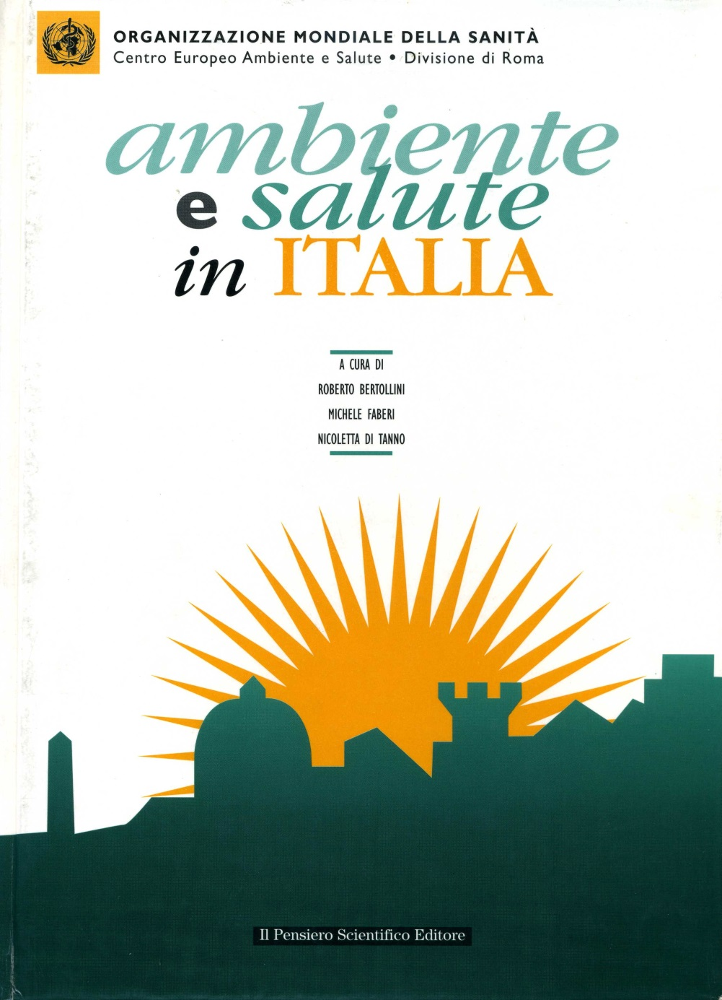 ORGANIZZAZIONE MONDIALE DELLA SANITÀ
Centro Europeo Ambiente e Salute • Divisione di Roma
ambiente
e salute
in ITALIA
A CURA DI
ROBERTO BERTOLLINI
MICHELE FABERI
NICOLETTA DI TANNO
Il Pensiero Scientifico Editore